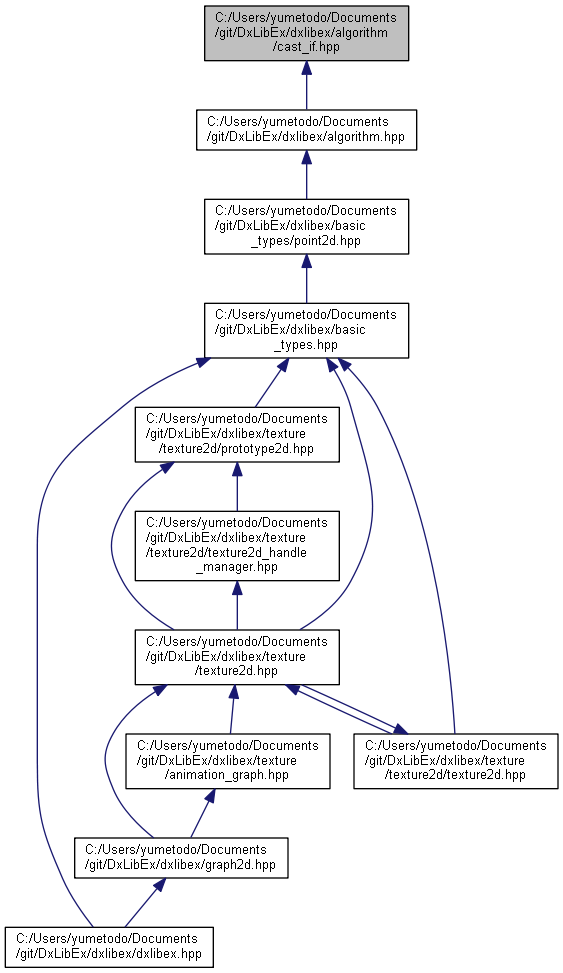 C:/Users/yumetodo/Documents
/git/DxLibEx/dxlibex/algorithm
/cast_if.hpp
C:/Users/yumetodo/Documents
/git/DxLibEx/dxlibex/algorithm.hpp
C:/Users/yumetodo/Documents
/git/DxLibEx/dxlibex/basic
_types/point2d.hpp
C:/Users/yumetodo/Documents
/git/DxLibEx/dxlibex/basic
_types.hpp
C:/Users/yumetodo/Documents
/git/DxLibEx/dxlibex/texture
/texture2d/prototype2d.hpp
C:/Users/yumetodo/Documents
/git/DxLibEx/dxlibex/texture
/texture2d/texture2d_handle
_manager.hpp
C:/Users/yumetodo/Documents
/git/DxLibEx/dxlibex/texture
/texture2d.hpp
C:/Users/yumetodo/Documents
/git/DxLibEx/dxlibex/texture
/animation_graph.hpp
C:/Users/yumetodo/Documents
/git/DxLibEx/dxlibex/texture
/texture2d/texture2d.hpp
C:/Users/yumetodo/Documents
/git/DxLibEx/dxlibex/graph2d.hpp
C:/Users/yumetodo/Documents
/git/DxLibEx/dxlibex/dxlibex.hpp